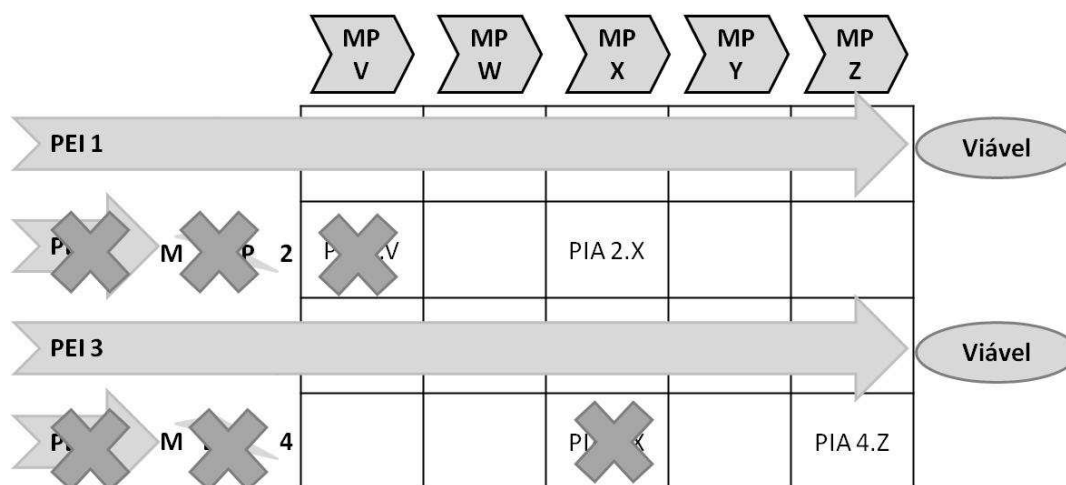 MP
V
MP
W
MP
X
MP
Y
MP
Z
PEI 1
Viável
M P 2
PIA 2.X
PEI 3
Viável
M 4
PIA 4.Z